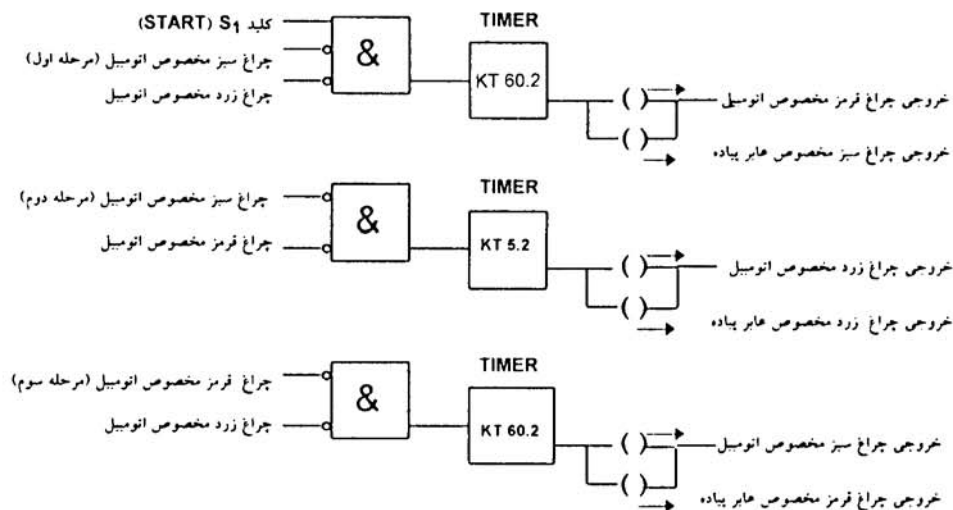 کلید S1 (START)
چراغ سبز مخصوص اتومبیل (مرحله اول)
چراغ زرد مخصوص اتومبیل
&
TIMER
KT 60.2
( )
( )
خروجی چراغ قرمز مخصوص اتومبیل
خروجی چراغ سبز مخصوص عابر پیاده
چراغ سبز مخصوص اتومبیل (مرحله دوم)
چراغ قرمز مخصوص اتومبیل
&
TIMER
KT 5.2
( )
( )
خروجی چراغ زرد مخصوص اتومبیل
خروجی چراغ زرد مخصوص عابر پیاده
چراغ قرمز مخصوص اتومبیل (مرحله سوم)
چراغ زرد مخصوص اتومبیل
&
TIMER
KT 60.2
( )
( )
خروجی چراغ سبز مخصوص اتومبیل
خروجی چراغ قرمز مخصوص عابر پیاده